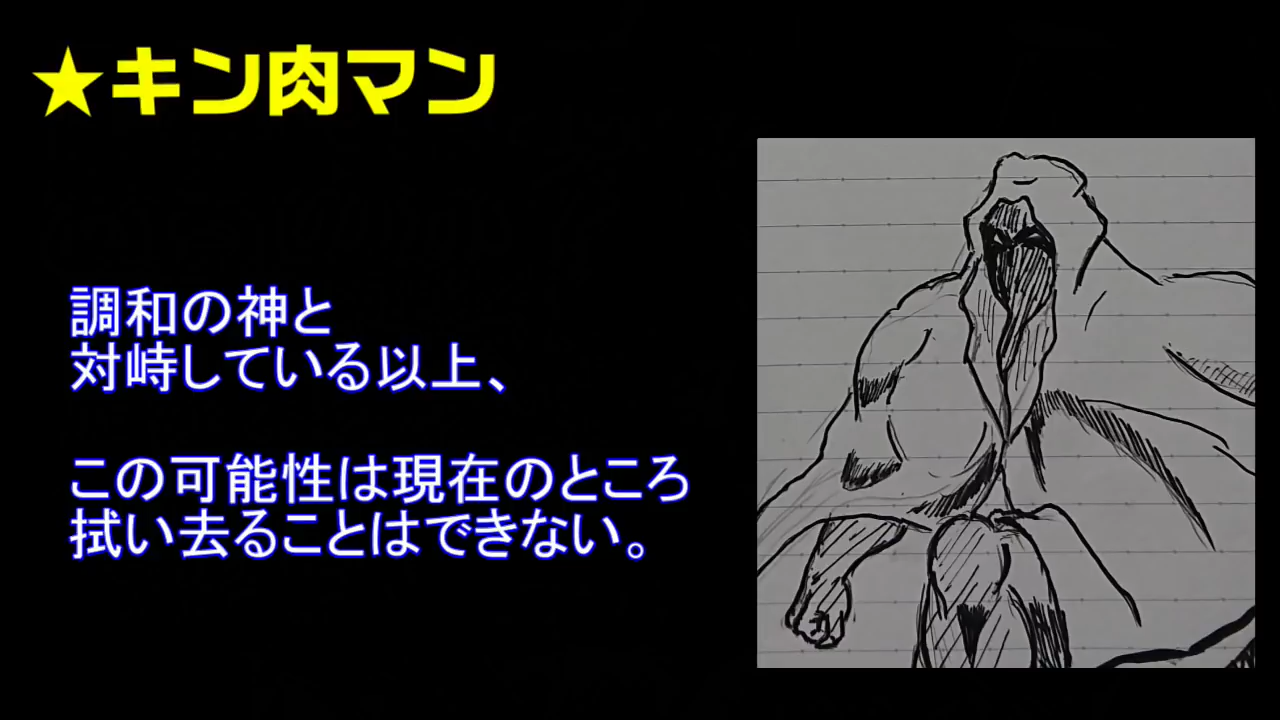 ★キン肉マン
調和の神と
対峙している以上、
この可能性は現在のところ
拭い去ることはできない。